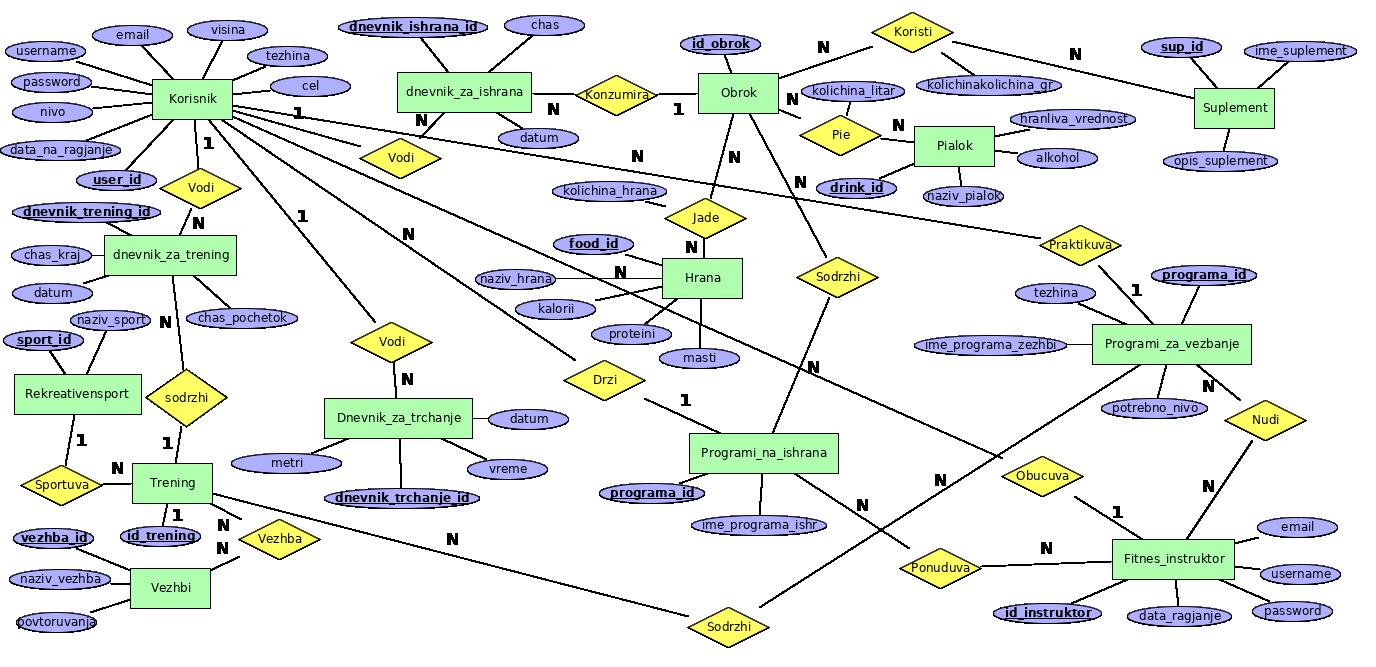 dnevnik_ishrana_id
chas
Koristi
email
visina
id_obrok
N
sup_id
ime_suplement
username
tezhina
N
password
Korisnik
cel
dnevnik_za_ishrana
Konzumira
Obrok
kolichina_litar
kolichinakolichina_gr
Suplement
nivo
1
N
N
1
N
hranliva_vrednost
datum
Pie
N
Pialok
data_na_ragjanje
1
Vodi
N
N
alkohol
opis_suplement
user_id
Vodi
kolichina_hrana
N
drink_id
naziv_pialok
dnevnik_trening_id
N
1
Jade
N
food_id
N
Praktikuva
chas_kraj
dnevnik_za_trening
naziv_hrana
N
Hrana
Sodrzhi
programa_id
datum
kalorii
tezhina
1
naziv_sport
N
chas_pochetok
proteini
sport_id
Vodi
masti
ime_programa_zezhbi
Programi_za_vezbanje
Rekreativensport
sodrzhi
N
Drzi
N
N
1
potrebno_nivo
Nudi
1
1
Dnevnik_za_trchanje
datum
Programi_na_ishrana
Sportuva
N
Trening
metri
vreme
Obucuva
N
N
dnevnik_trchanje_id
programa_id
N
1
1
N
ime_programa_ishr
email
vezhba_id
id_trening
Vezhba
N
N
N
Fitnes_instruktor
naziv_vezhba
Vezhbi
Ponuduva
username
povtoruvanja
id_instruktor
data_ragjanje
password
Sodrzhi